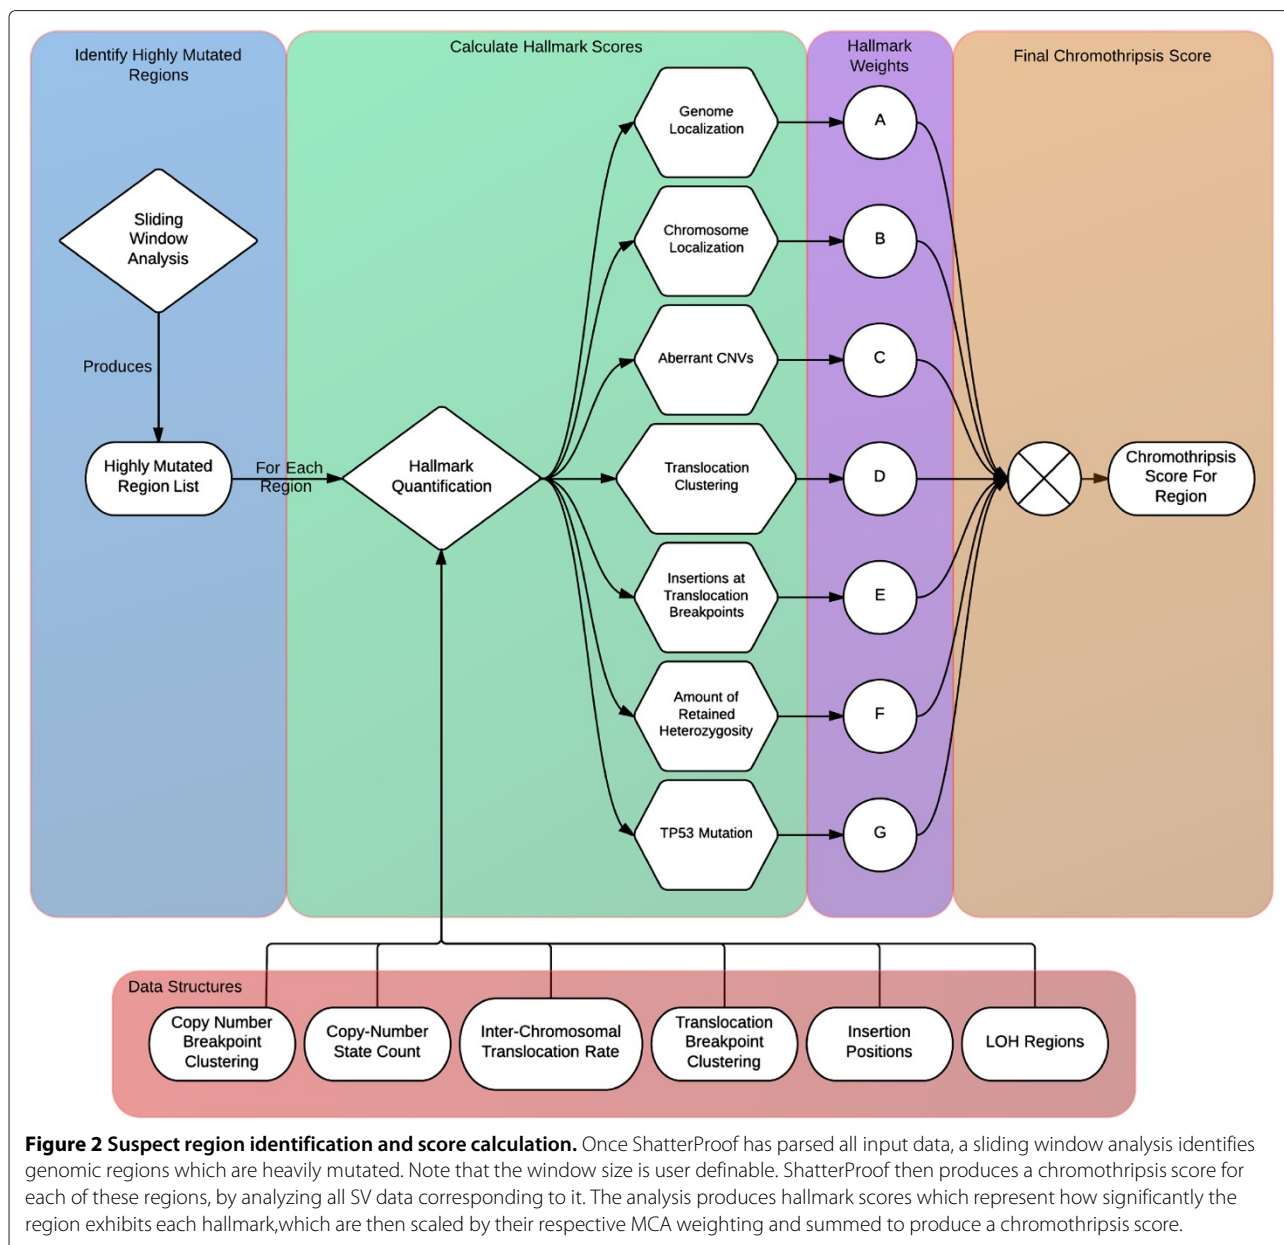 Identify Highly Mutated
Regions
Calculate Hallmark Scores
Hallmark
Weights
Final Chromothripsis Score
Sliding
Window
Analysis
Produces
Highly Mutated
Region List
For Each
Region
Hallmark
Quantification
Genome
Localization
A
Chromosome
Localization
B
Aberrant CNVs
C
Translocation
Clustering
D
Insertions at
Translocation
Breakpoints
E
Amount of
Retained
Heterozygosity
F
TP53 Mutation
G
Chromothripsis
Score For
Region
Data Structures
Copy Number
Breakpoint
Clustering
Copy-Number
State Count
Inter-Chromosomal
Translocation Rate
Translocation
Breakpoint
Clustering
Insertion
Positions
LOH Regions
Figure 2 Suspect region identification and score calculation. Once ShatterProof has parsed all input data, a sliding window analysis identifies
genomic regions which are heavily mutated. Note that the window size is user definable. ShatterProof then produces a chromothripsis score for
each of these regions, by analyzing all SV data corresponding to it. The analysis produces hallmark scores which represent how significantly the
region exhibits each hallmark,which are then scaled by their respective MCA weighting and summed to produce a chromothripsis score.